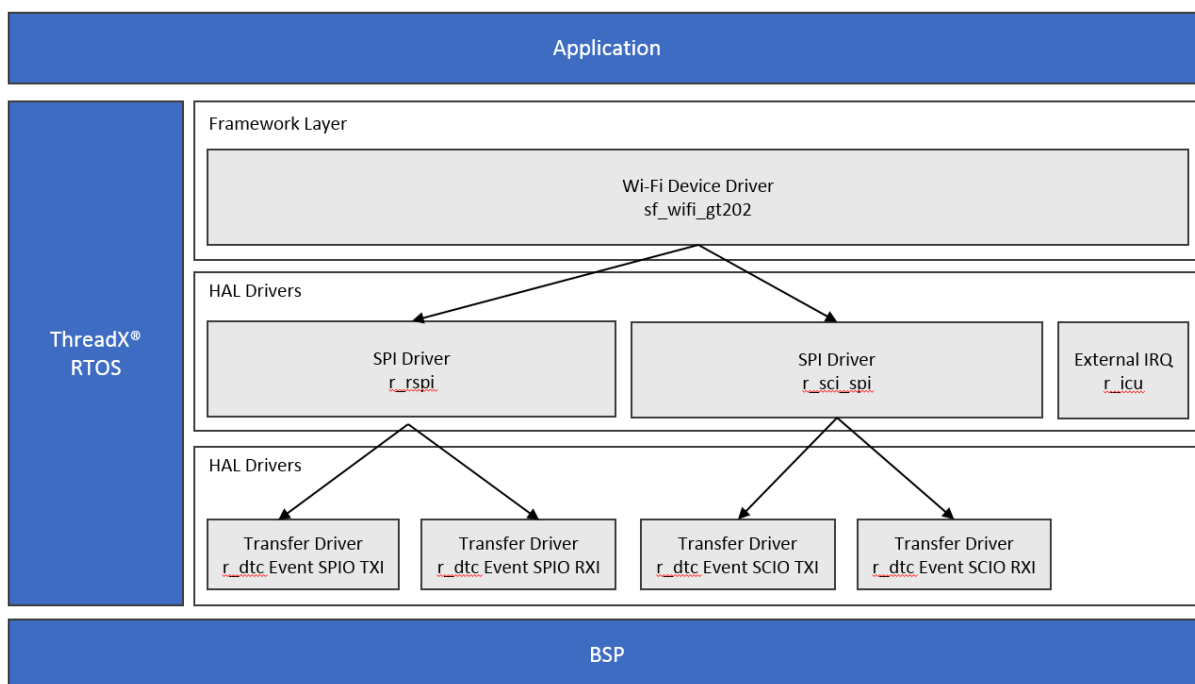 Application
ThreadX®
RTOS
Framework Layer
Wi-Fi Device Driver
sf_wifi_gt202
HAL Drivers
SPI Driver
r_rspi
SPI Driver
r_sci_spi
External IRQ
r_icu
HAL Drivers
Transfer Driver
r_dtc Event SPIO TXI
Transfer Driver
r_dtc Event SPIO RXI
Transfer Driver
r_dtc Event SCIO TXI
Transfer Driver
r_dtc Event SCIO RXI
BSP